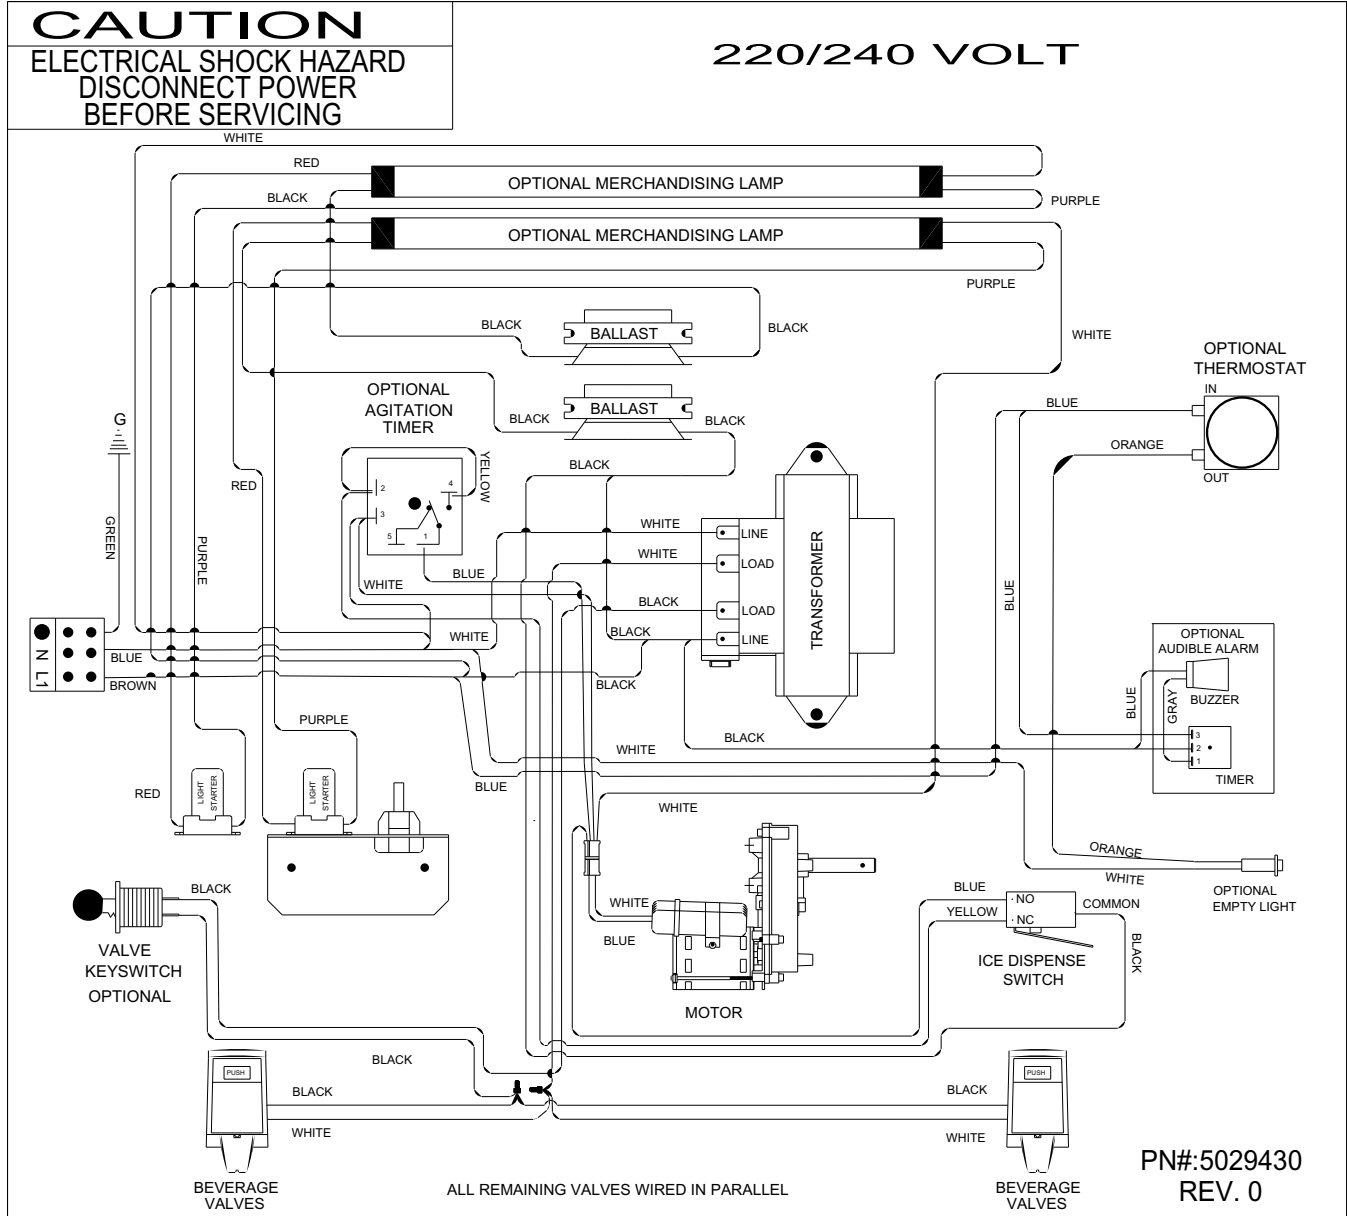 CAUTION
ELECTRICAL SHOCK HAZARD
DISCONNECT POWER
BEFORE SERVICING
220/240 VOLT
WHITE
RED
OPTIONAL MERCHANDISING LAMP
BLACK
PURPLE
OPTIONAL MERCHANDISING LAMP
PURPLE
BLACK
BALLAST
BLACK
WHITE
OPTIONAL
THERMOSTAT
IN
OPTIONAL
AGITATION
TIMER
BLACK
BALLAST
BLACK
BLUE
G
ORANGE
OUT
BLACK
RED
YELLOW
2
4
3
5
1
GREEN
PURPLE
WHITE
LINE
WHITE
LOAD
TRANSFORMER
BLUE
WHITE
BLACK
LOAD
BLUE
WHITE
BLACK
LINE
N
L1
BLUE
BROWN
BLACK
OPTIONAL
AUDIBLE ALARM
BLUE
GRAY
BUZZER
3
2
1
TIMER
PURPLE
BLACK
WHITE
BLUE
RED
LIGHT
STARTER
LIGHT
STARTER
WHITE
ORANGE
WHITE
OPTIONAL
EMPTY LIGHT
BLACK
VALVE
KEYSWITCH
OPTIONAL
WHITE
BLUE
MOTOR
BLUE
YELLOW
NO
NC
COMMON
BLACK
ICE DISPENSE
SWITCH
BLACK
PUSH
BLACK
WHITE
BEVERAGE
VALVES
PUSH
BLACK
WHITE
BEVERAGE
VALVES
ALL REMAINING VALVES WIRED IN PARALLEL
PN#:5029430
REV. 0